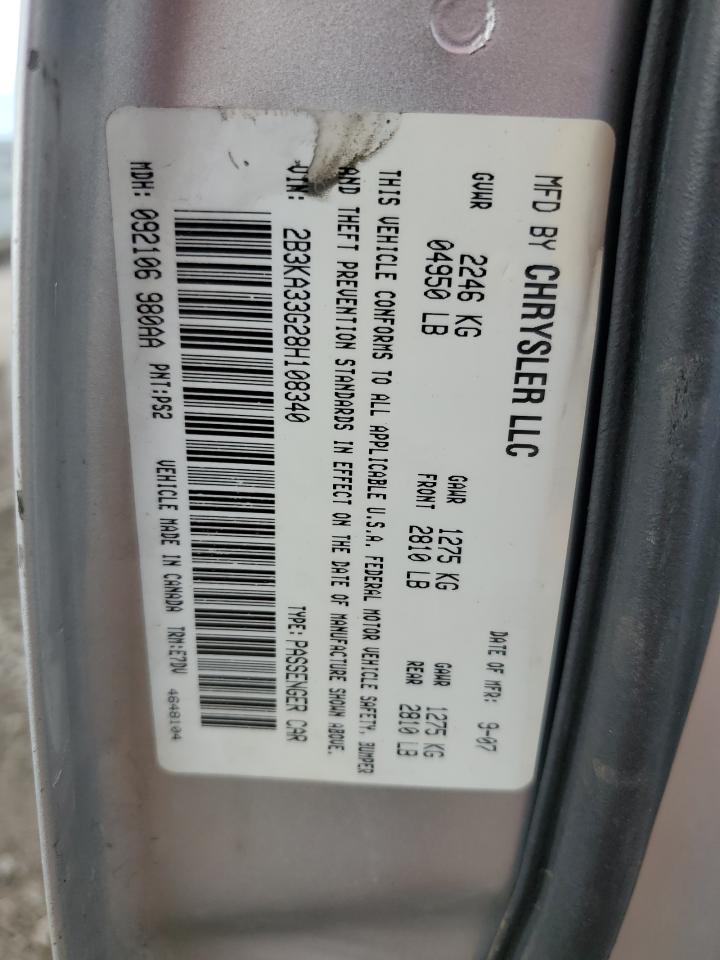 MFD BY CHRYSLER LLC
DATE OF MFR: 9-07
GVWR 2246 KG
04950 LB
GAWR 1275 KG
FRONT 2810 LB
GAWR 1275 KG
REAR 2810 LB
THIS VEHICLE CONFORMS TO ALL APPLICABLE U.S.A. FEDERAL MOTOR VEHICLE SAFETY, BUMPER
AND THEFT PREVENTION STANDARDS IN EFFECT ON THE DATE OF MANUFACTURE SHOWN ABOVE.
VIN: 2B3KA33G28H108340
TYPE: PASSENGER CAR
MDH: 092106 980AA PNT:PS2
VEHICLE MADE IN CANADA TRM:E7DV
4648104